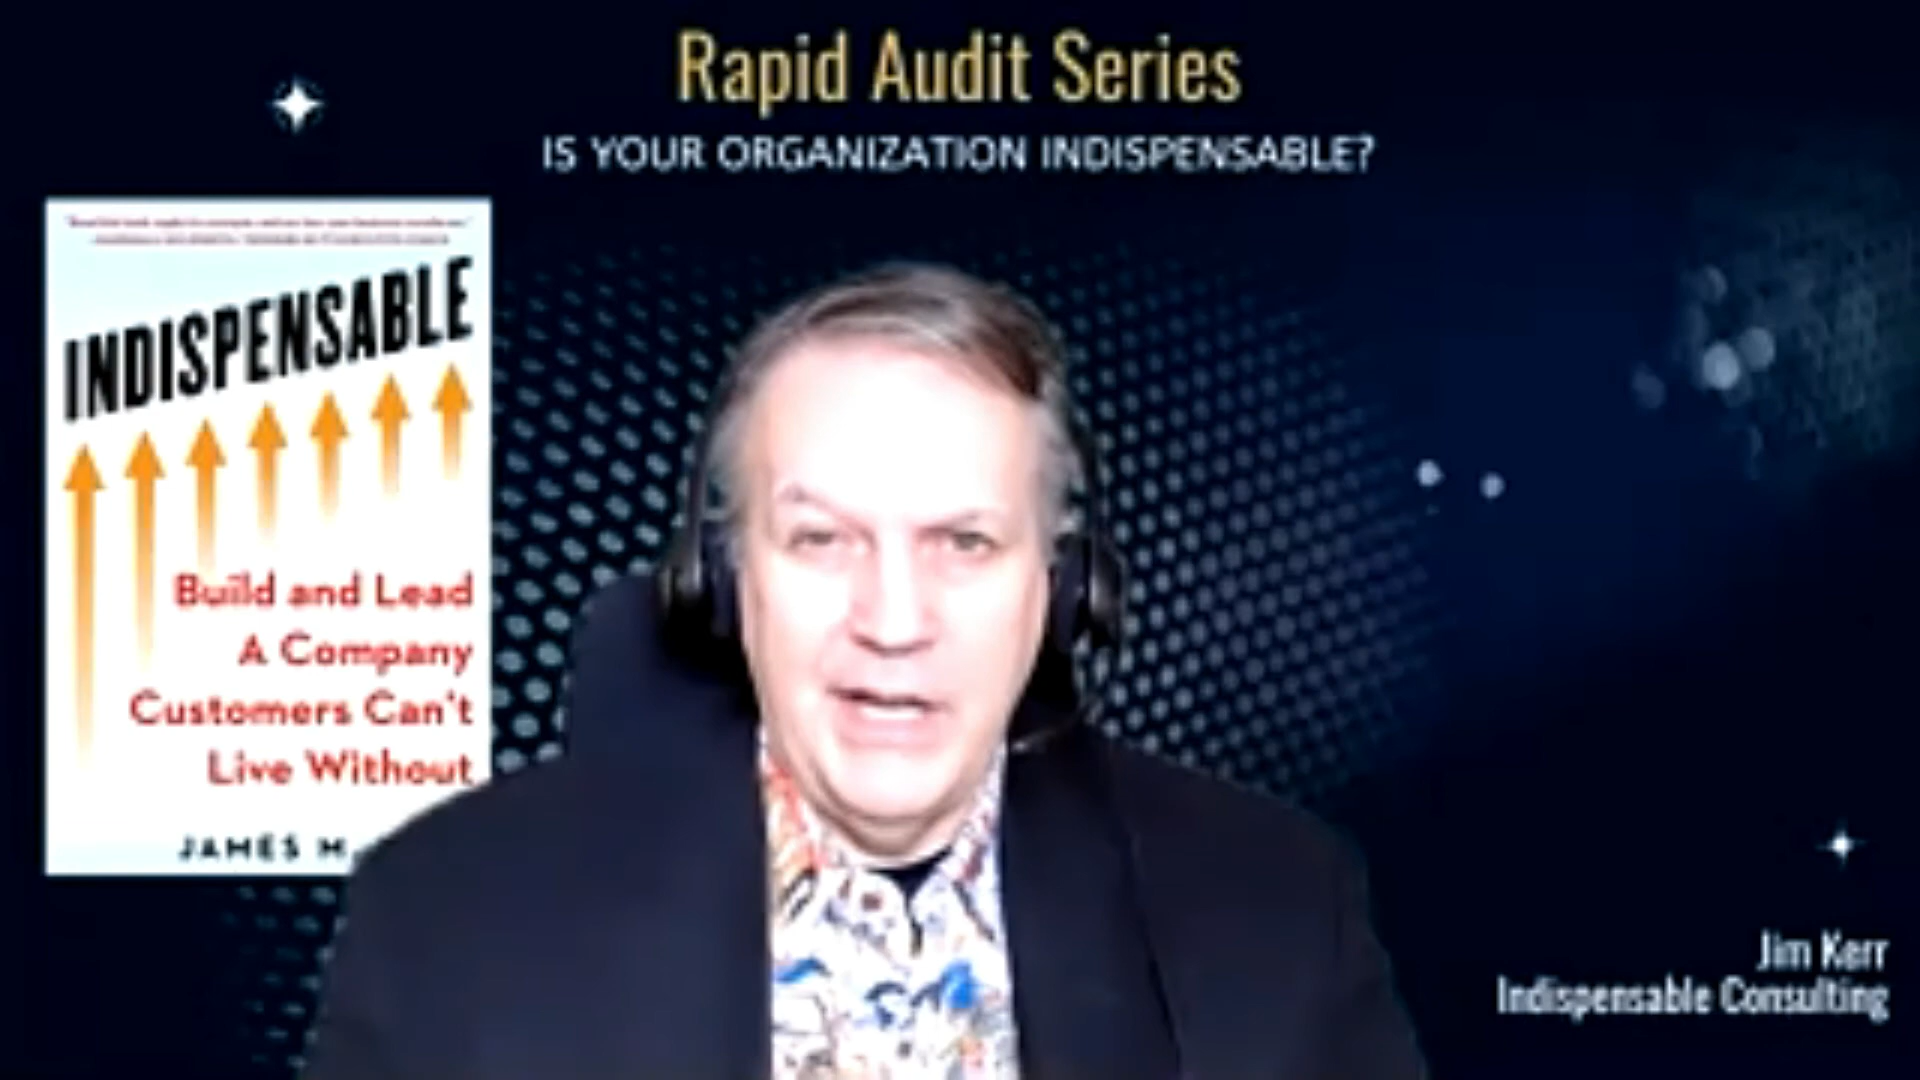 Rapid Audit Series
IS YOUR ORGANIZATION INDISPENSABLE?
INDISPENSABLE
Build and Lead
A Company
Customers Can't
Live Without
JAMES M.
Jim Kerr
Indispensable Consulting